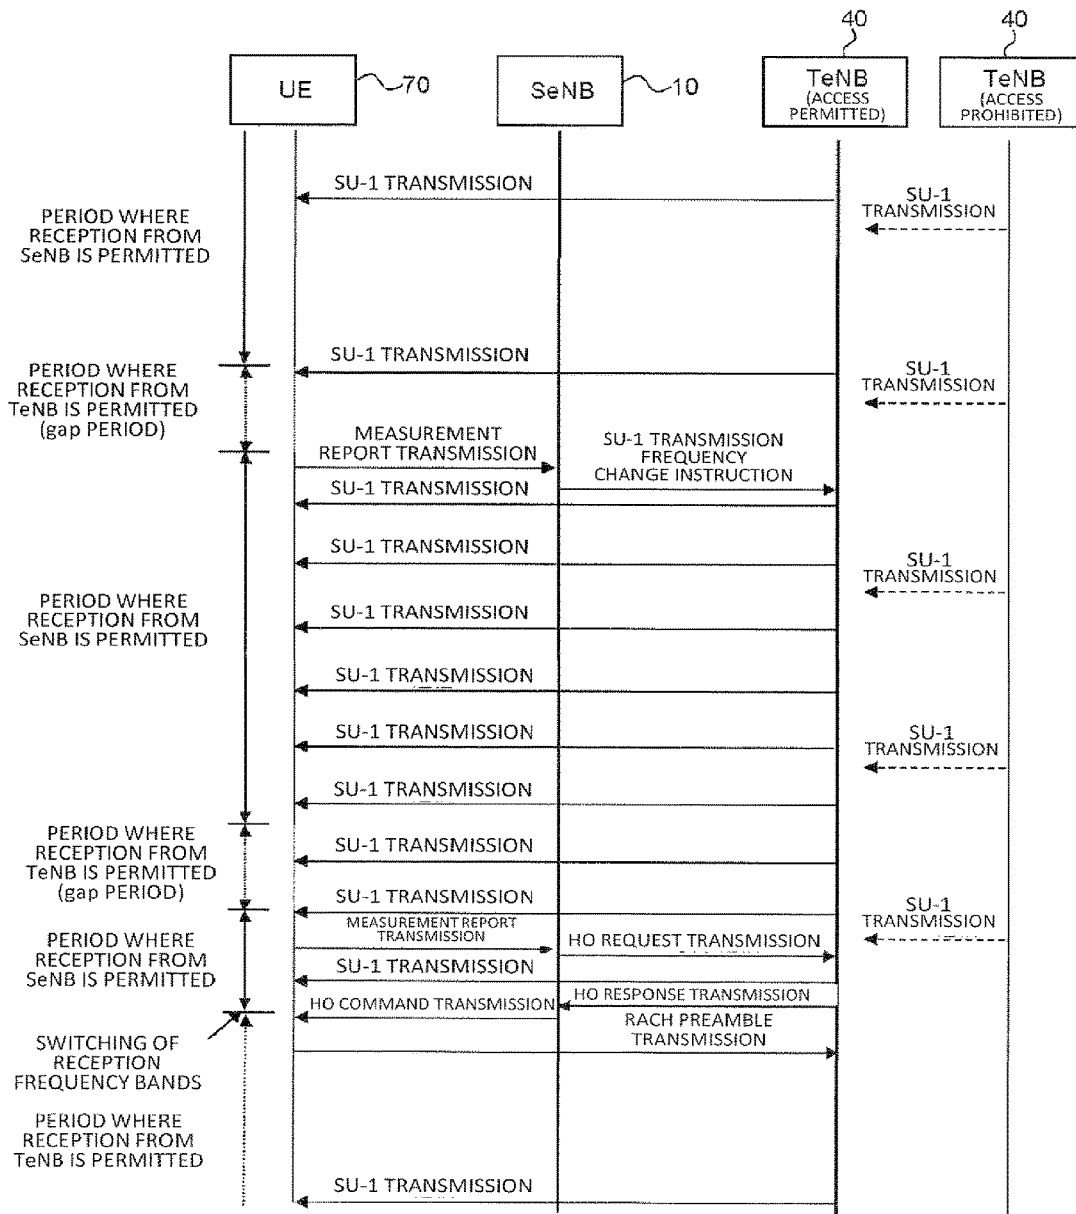 40
40
UE
70
SeNB
10
TeNB
(ACCESS
PERMITTED)
TeNB
(ACCESS
PROHIBITED)
SU-1 TRANSMISSION
SU-1
TRANSMISSION
PERIOD WHERE
RECEPTION FROM
SeNB IS PERMITTED
SU-1 TRANSMISSION
SU-1
TRANSMISSION
PERIOD WHERE
RECEPTION FROM
TeNB IS PERMITTED
(gap PERIOD)
MEASUREMENT
REPORT TRANSMISSION
SU-1 TRANSMISSION
FREQUENCY
CHANGE INSTRUCTION
SU-1 TRANSMISSION
SU-1 TRANSMISSION
SU-1
TRANSMISSION
PERIOD WHERE
RECEPTION FROM
SeNB IS PERMITTED
SU-1 TRANSMISSION
SU-1 TRANSMISSION
SU-1 TRANSMISSION
SU-1
TRANSMISSION
SU-1 TRANSMISSION
PERIOD WHERE
RECEPTION FROM
TeNB IS PERMITTED
(gap PERIOD)
SU-1 TRANSMISSION
SU-1 TRANSMISSION
SU-1
TRANSMISSION
MEASUREMENT REPORT
TRANSMISSION
HO REQUEST TRANSMISSION
PERIOD WHERE
RECEPTION FROM
SeNB IS PERMITTED
SU-1 TRANSMISSION
HO RESPONSE TRANSMISSION
HO COMMAND TRANSMISSION
RACH PREAMBLE
TRANSMISSION
SWITCHING OF
RECEPTION
FREQUENCY BANDS
PERIOD WHERE
RECEPTION FROM
TeNB IS PERMITTED
SU-1 TRANSMISSION